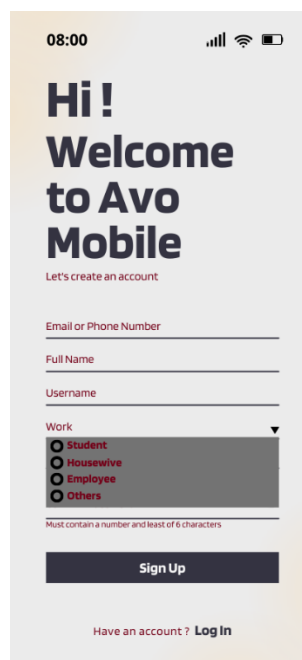 08:00
Hi !
Welcome
to Avo
Mobile
Let's create an account
Email or Phone Number
Full Name
Username
Work
Student
Housewive
Employee
Others
Must contain a number and least of 6 characters
Sign Up
Have an account ? Log In